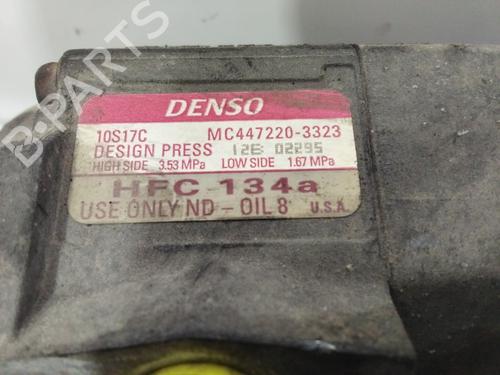 B-PARTS
DENSO
10S17C MC447220-3323
DESIGN PRESS 12B 02295
HIGH SIDE 3.53 MPa LOW SIDE 1.67 MPa
HFC 134a
USE ONLY ND-OIL 8 U.S.A